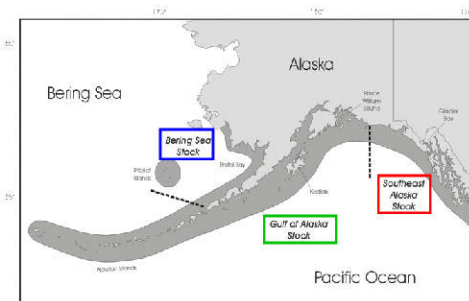 Alaska
Bering Sea
Prince
William
Sound
Glacier
Bay
Bering Sea
Stock
Bristol Bay
Pribilof
Islands
Kodiak
Southeast
Alaska
Stock
Gulf of Alaska
Stock
Aleutian Islands
Pacific Ocean